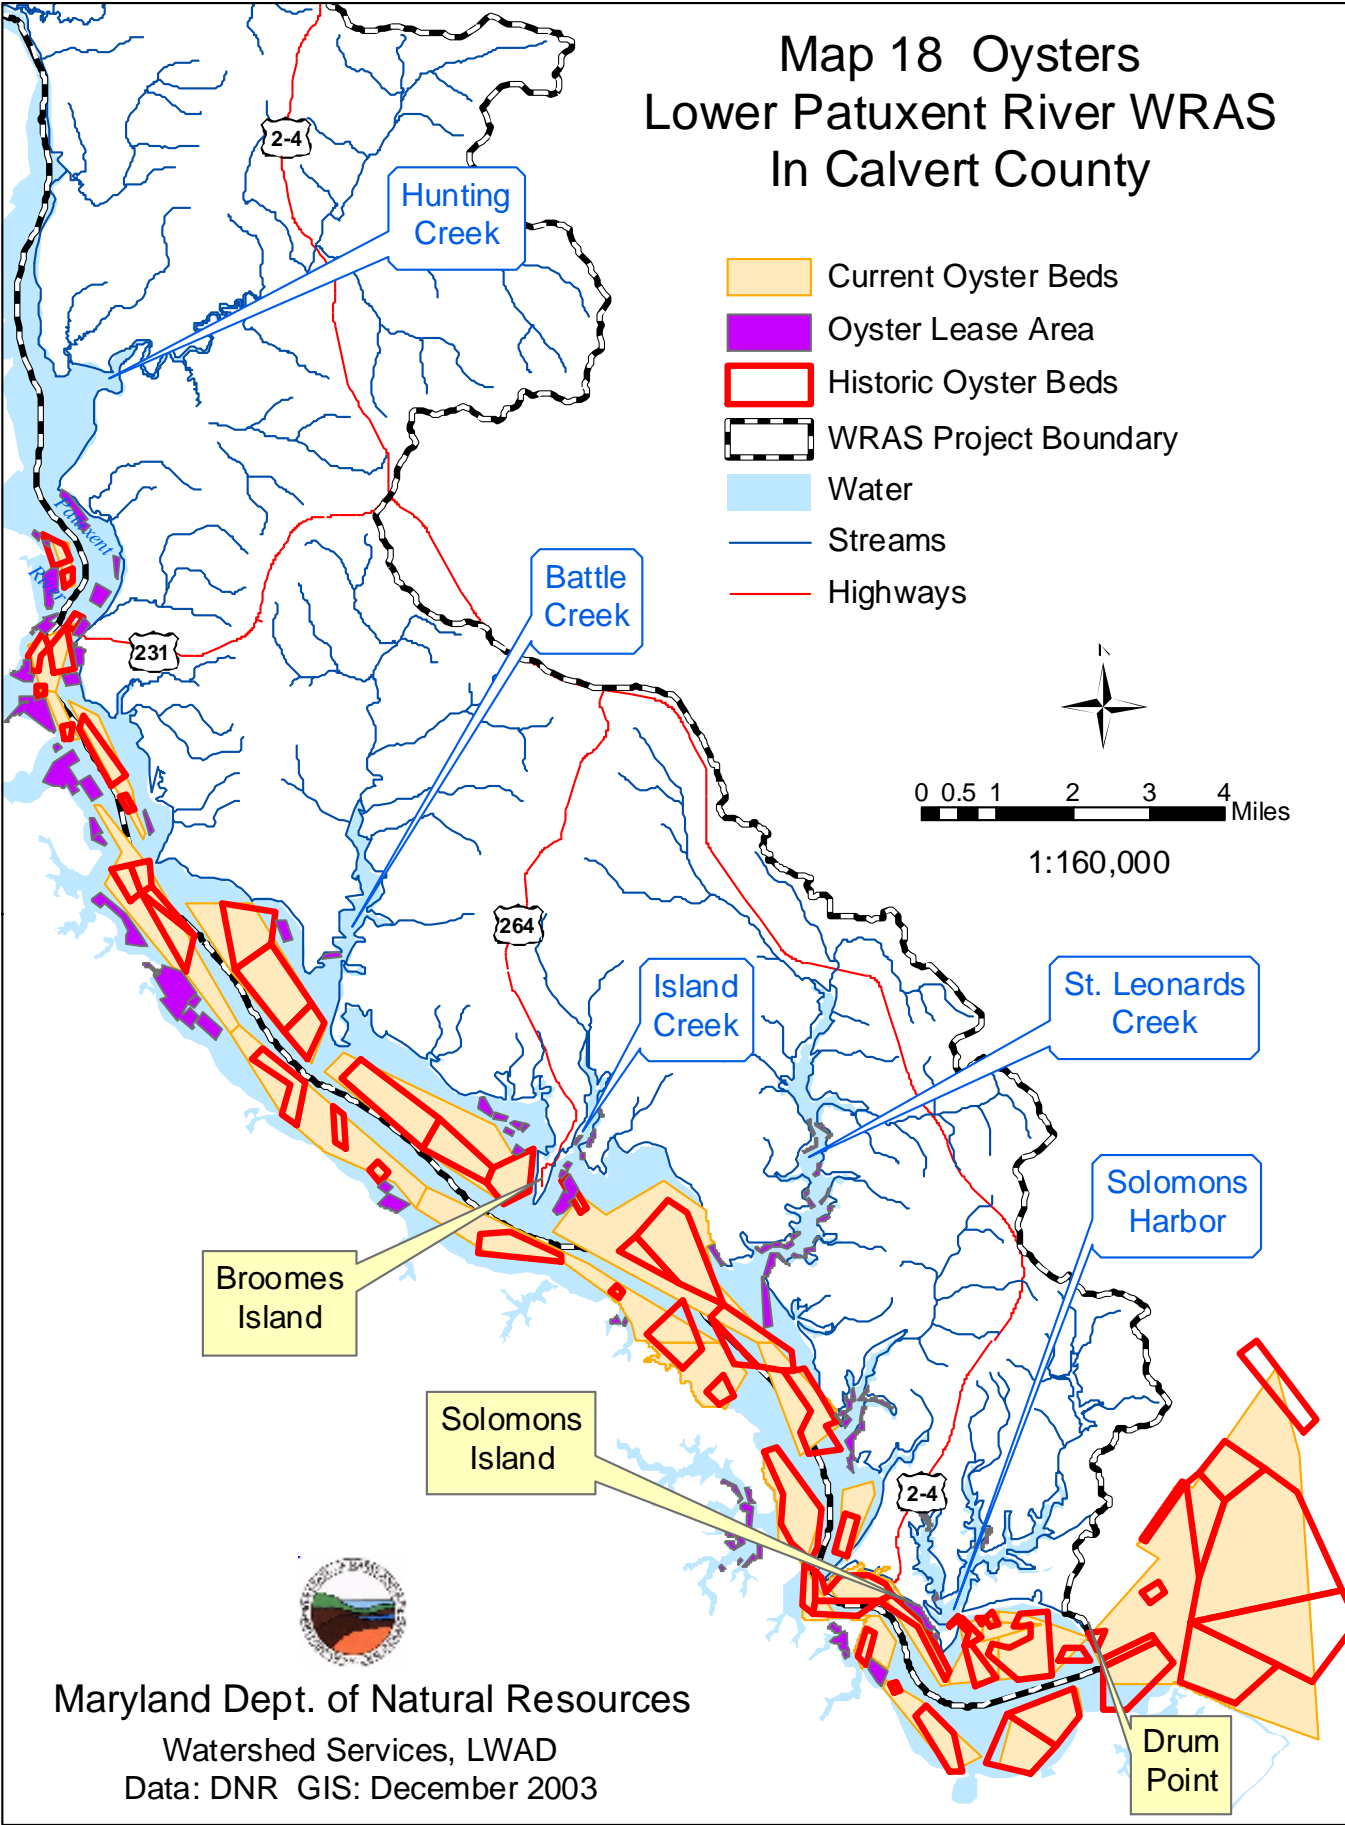 Map 18 Oysters
Lower Patuxent River WRAS
In Calvert County
2-4
Hunting
Creek
Current Oyster Beds
Oyster Lease Area
Historic Oyster Beds
WRAS Project Boundary
Water
Streams
Highways
Patuxent
River
Battle
Creek
231
N
0 0.5 1 2 3 4 Miles
1:160,000
264
Island
Creek
St. Leonards
Creek
Solomons
Harbor
Broomes
Island
Solomons
Island
2-4
Drum
Point
Maryland Dept. of Natural Resources
Watershed Services, LWAD
Data: DNR GIS: December 2003